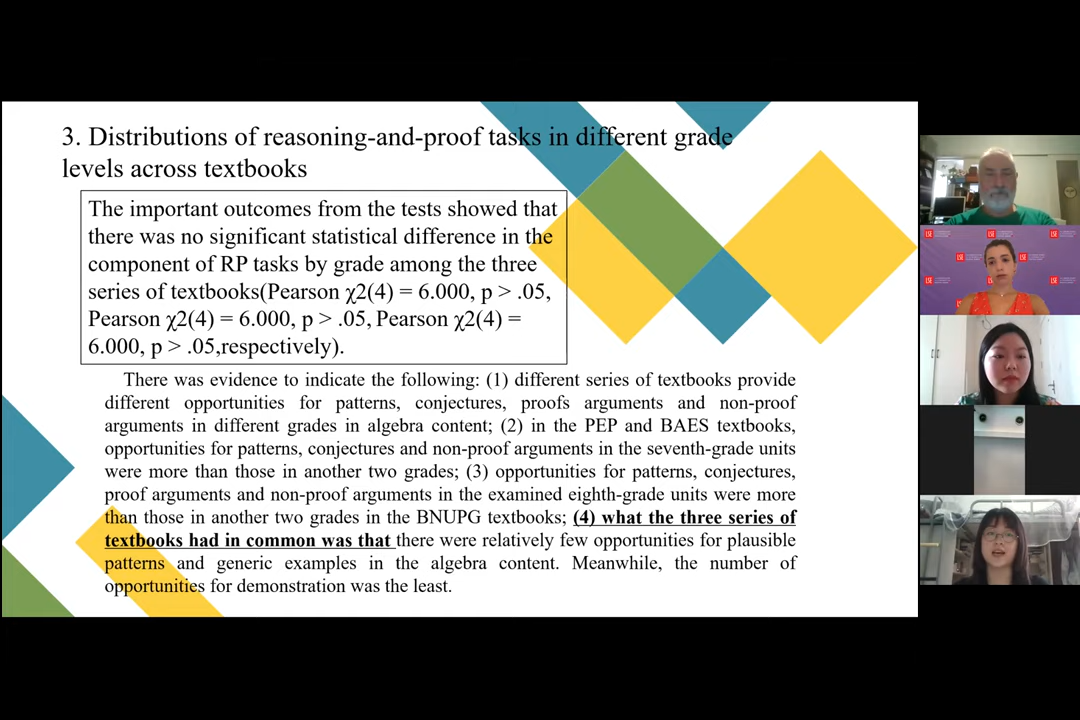 3. Distributions of reasoning-and-proof tasks in different grade
levels across textbooks
The important outcomes from the tests showed that
there was no significant statistical difference in the
component of RP tasks by grade among the three
series of textbooks(Pearson χ2(4) = 6.000, p > .05,
Pearson χ2(4) = 6.000, p > .05, Pearson χ2(4) =
6.000, p > .05,respectively).
There was evidence to indicate the following: (1) different series of textbooks provide
different opportunities for patterns, conjectures, proofs arguments and non-proof
arguments in different grades in algebra content; (2) in the PEP and BAES textbooks,
opportunities for patterns, conjectures and non-proof arguments in the seventh-grade units
were more than those in another two grades; (3) opportunities for patterns, conjectures,
proof arguments and non-proof arguments in the examined eighth-grade units were more
than those in another two grades in the BNUPG textbooks; (4) what the three series of
textbooks had in common was that there were relatively few opportunities for plausible
patterns and generic examples in the algebra content. Meanwhile, the number of
opportunities for demonstration was the least.
LSE
LSE
LSE
LSE
LSE
LSE
LSE
LSE